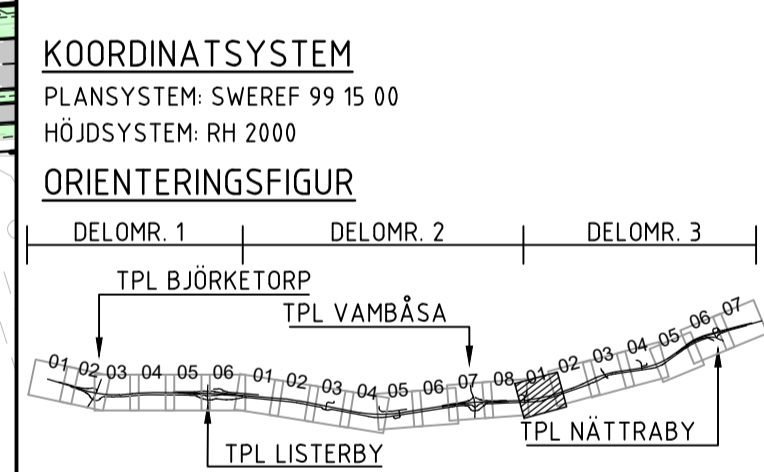 KOORDINATSYSTEM
PLANSYSTEM: SWEREF 99 15 00
HÖJDSYSTEM: RH 2000
ORIENTERINGSFIGUR
DELOMR. 1 DELOMR. 2 DELOMR. 3
TPL BJÖRKETORP
TPL VAMBÅSA
01 02 03 04 05 06 01 02 03 04 05 06 07 08 01 02 03 04 05 06 07
TPL NÄTTRABY
TPL LISTERBY